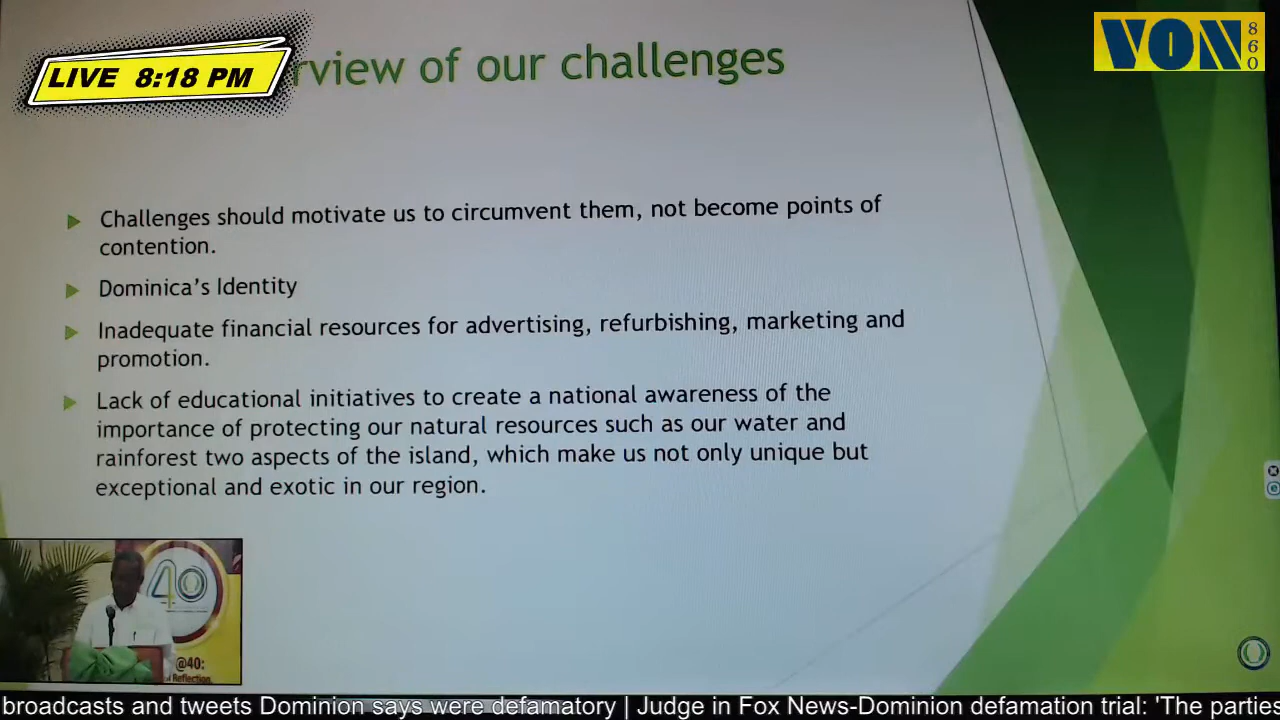 LIVE 8:18 PM
rview of our challenges
VON
860
Challenges should motivate us to circumvent them, not become points of
contention.
Dominica's Identity
Inadequate financial resources for advertising, refurbishing, marketing and
promotion.
Lack of educational initiatives to create a national awareness of the
importance of protecting our natural resources such as our water and
rainforest two aspects of the island, which make us not only unique but
exceptional and exotic in our region.
40
@40:
Reflection
broadcasts and tweets Dominion says were defamatory | Judge in Fox News-Dominion defamation trial: 'The parties